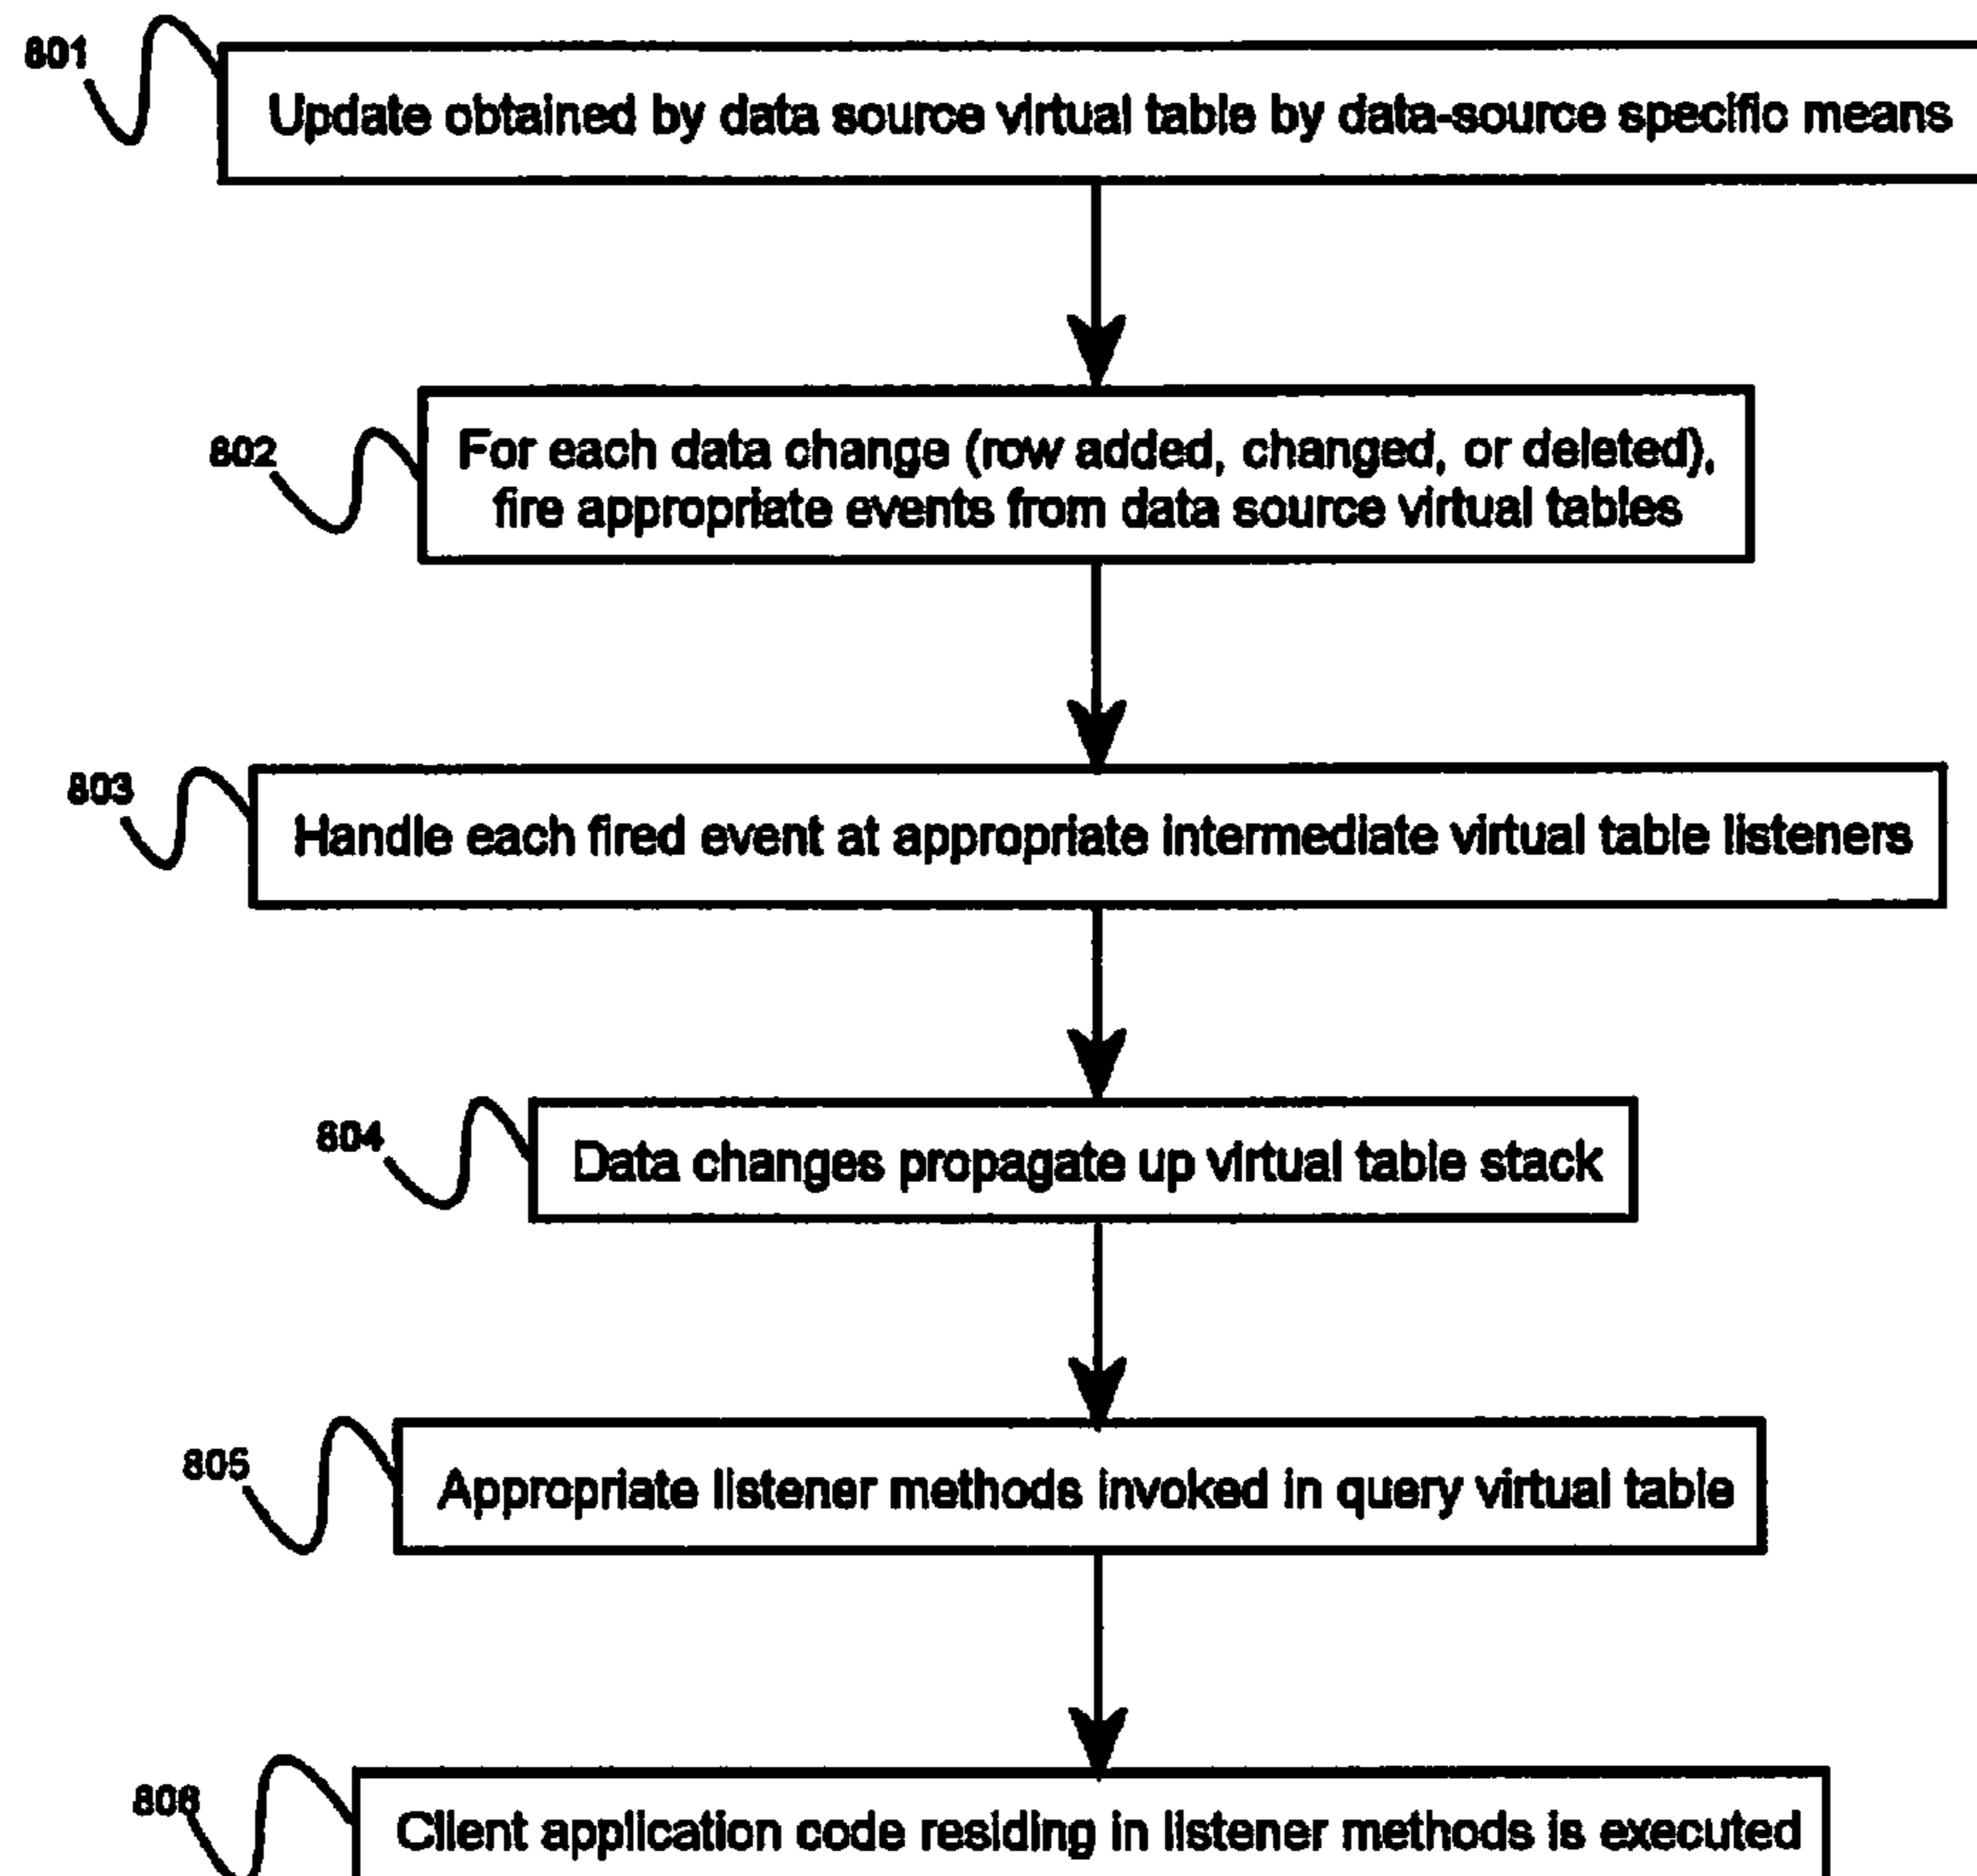 801
Update obtained by data source virtual table by data-source specific means
802
For each data change (row added, changed, or deleted),
fire appropriate events from data source virtual tables
803
Handle each fired event at appropriate intermediate virtual table listeners
804
Data changes propagate up virtual table stack
805
Appropriate listener methods invoked in query virtual table
806
Client application code residing in listener methods is executed